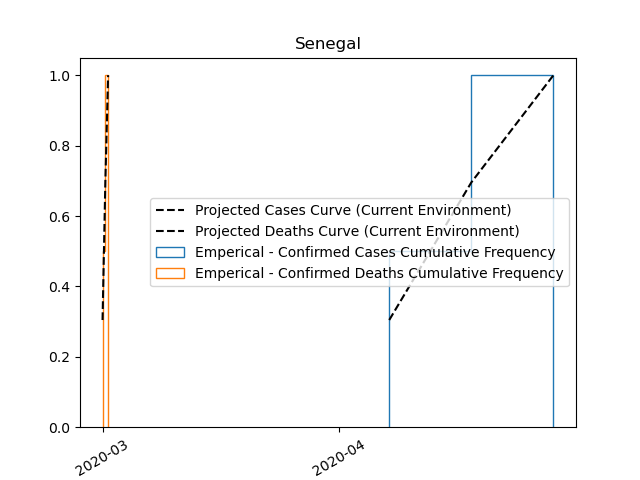 Senegal
1.0
0.8
0.6
0.4
0.2
0.0
Projected Cases Curve (Current Environment)
Projected Deaths Curve (Current Environment)
Emperical - Confirmed Cases Cumulative Frequency
Emperical - Confirmed Deaths Cumulative Frequency
2020-03
2020-04